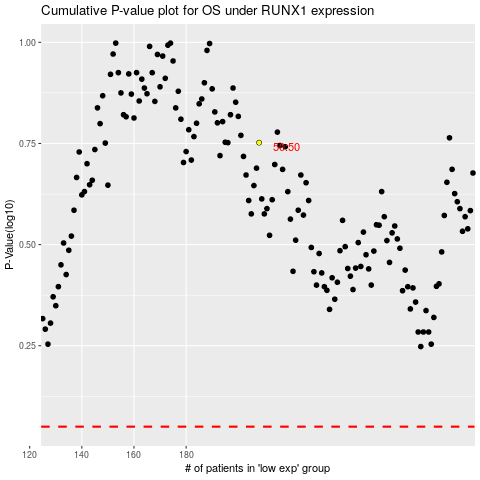 Cumulative P-value plot for OS under RUNX1 expression
P-Value(log10)
1.00
0.75
0.50
0.25
50:50
120 140 160 180
# of patients in 'low exp' group